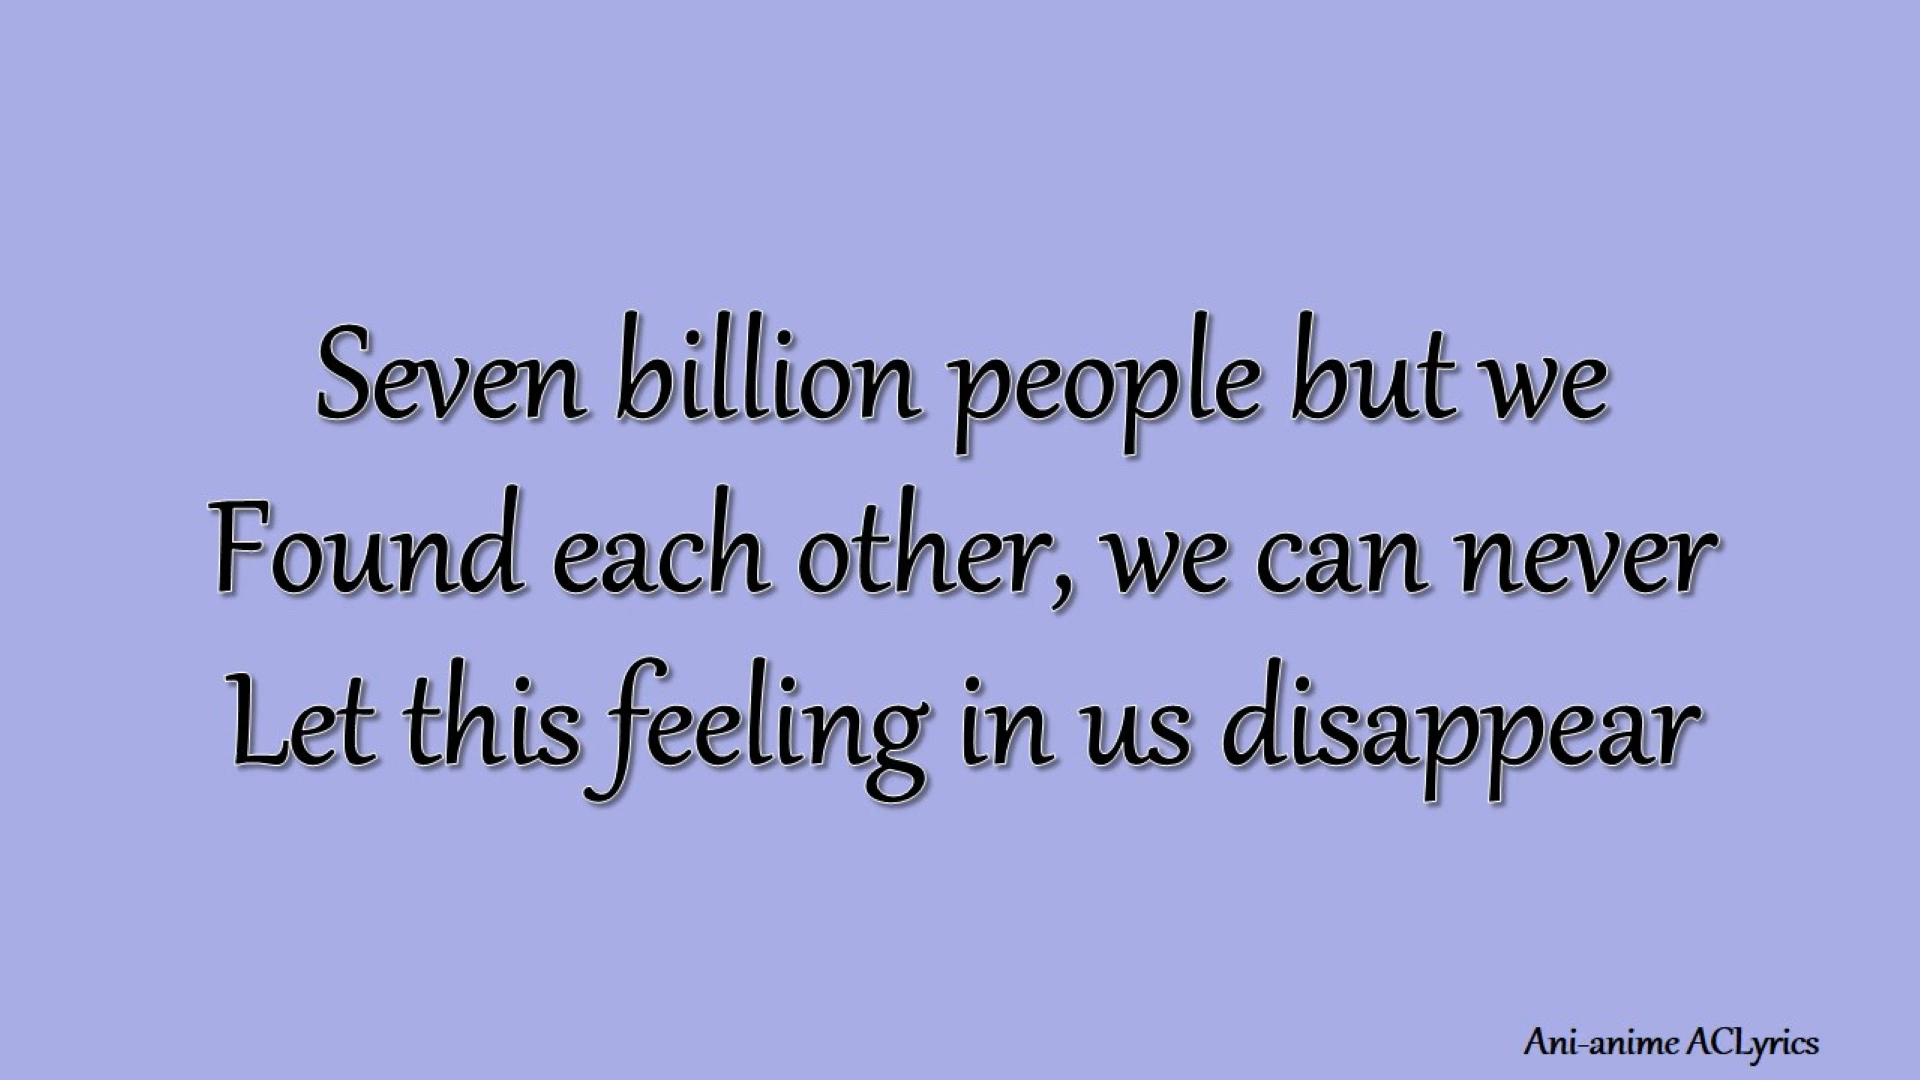 Seven billion people but we
Found each other, we can never
Let this feeling in us disappear
Ani-anime ACLyrics